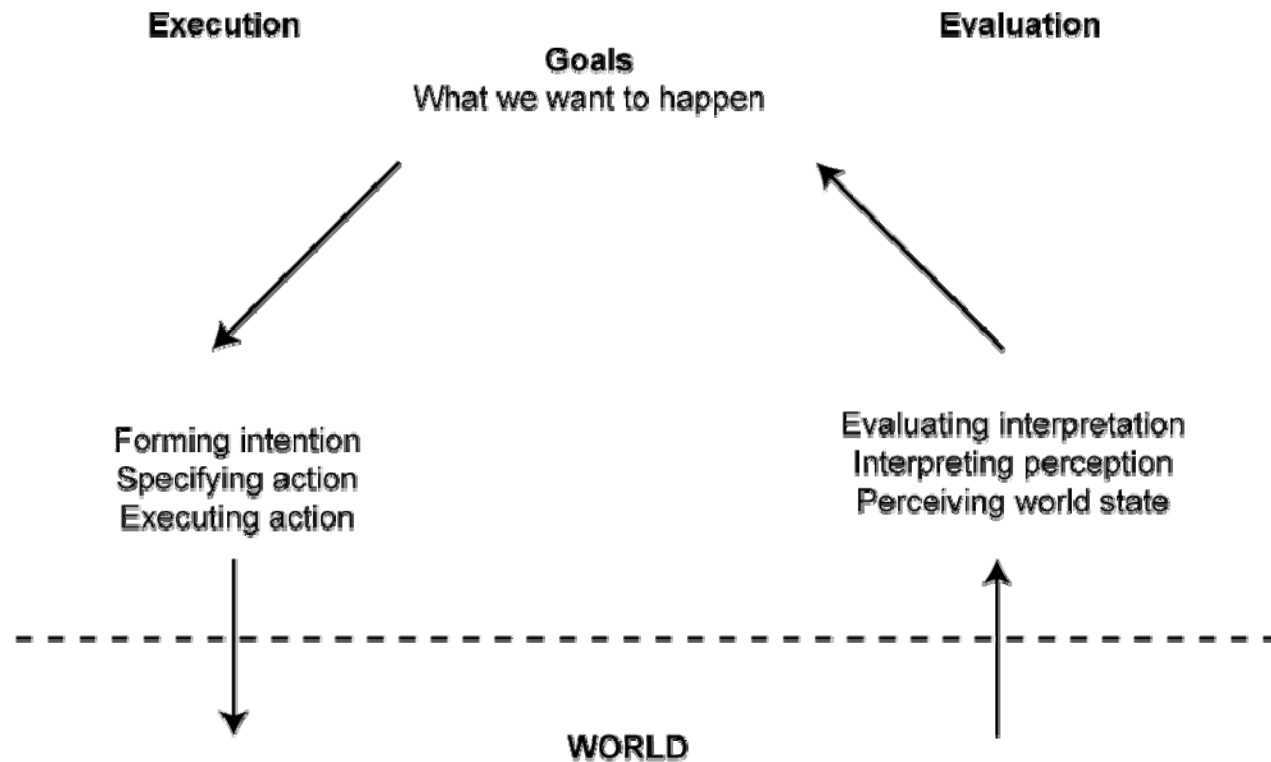 Execution
Evaluation
Goals
What we want to happen
Forming intention
Specifying action
Executing action
Evaluating interpretation
Interpreting perception
Perceiving world state
WORLD